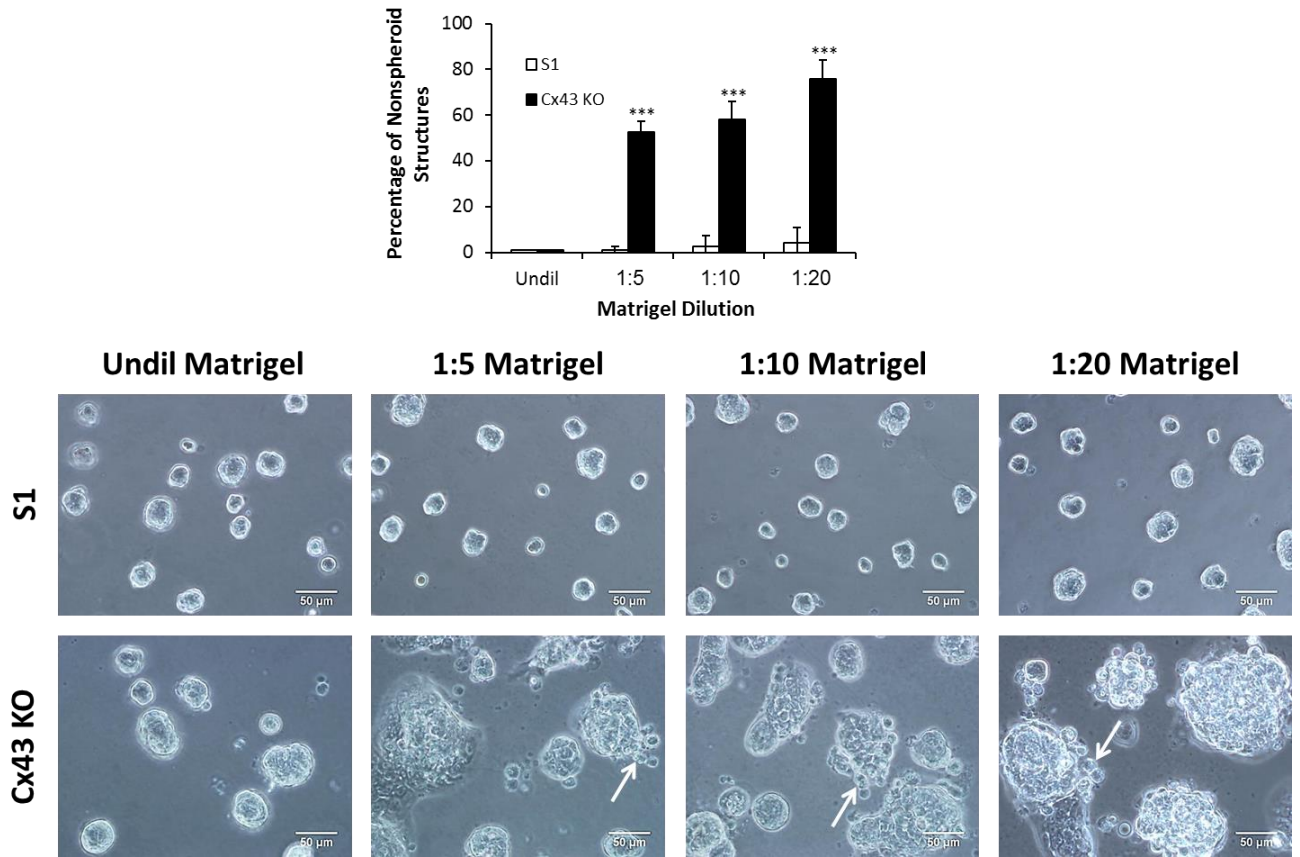 100
80
60
40
20
0
Percentage of Nonspheroid
Structures
S1
Cx43 KO
***
***
***
Undil
1:5
1:10
1:20
Matrigel Dilution
Undil Matrigel
1:5 Matrigel
1:10 Matrigel
1:20 Matrigel
S1
50 µm
50 µm
50 µm
50 µm
Cx43 KO
50 µm
50 µm
50 µm
50 µm